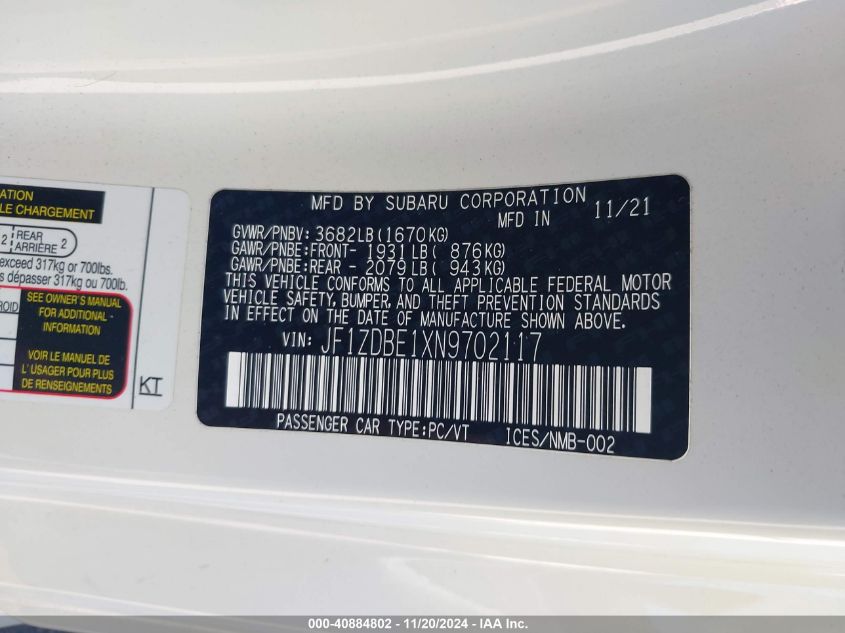 ATION
LE CHARGEMENT
2 REAR ARRIÈRE 2
exceed 317kg or 700lbs.
s dépasser 317 kg ou 700lb.
ROID
SEE OWNER'S MANUAL
FOR ADDITIONAL
INFORMATION
VOIR LE MANUEL DE
L' USAGER POUR PLUS
DE RENSEIGNEMENTS
KT
MFD BY SUBARU CORPORATION
MFD IN 11/21
GVWR/PNBV: 3682LB(1670KG)
GAWR/PNBE:FRONT- 1931LB( 876KG)
GAWR/PNBE:REAR - 2079LB( 943KG)
THIS VEHICLE CONFORMS TO ALL APPLICABLE FEDERAL MOTOR
VEHICLE SAFETY, BUMPER, AND THEFT PREVENTION STANDARDS
IN EFFECT ON THE DATE OF MANUFACTURE SHOWN ABOVE.
VIN: JF1ZDBE1XN9702117
PASSENGER CAR TYPE:PC/VT ICES/NMB-002
000-40884802 - 11/20/2024 - IAA Inc.